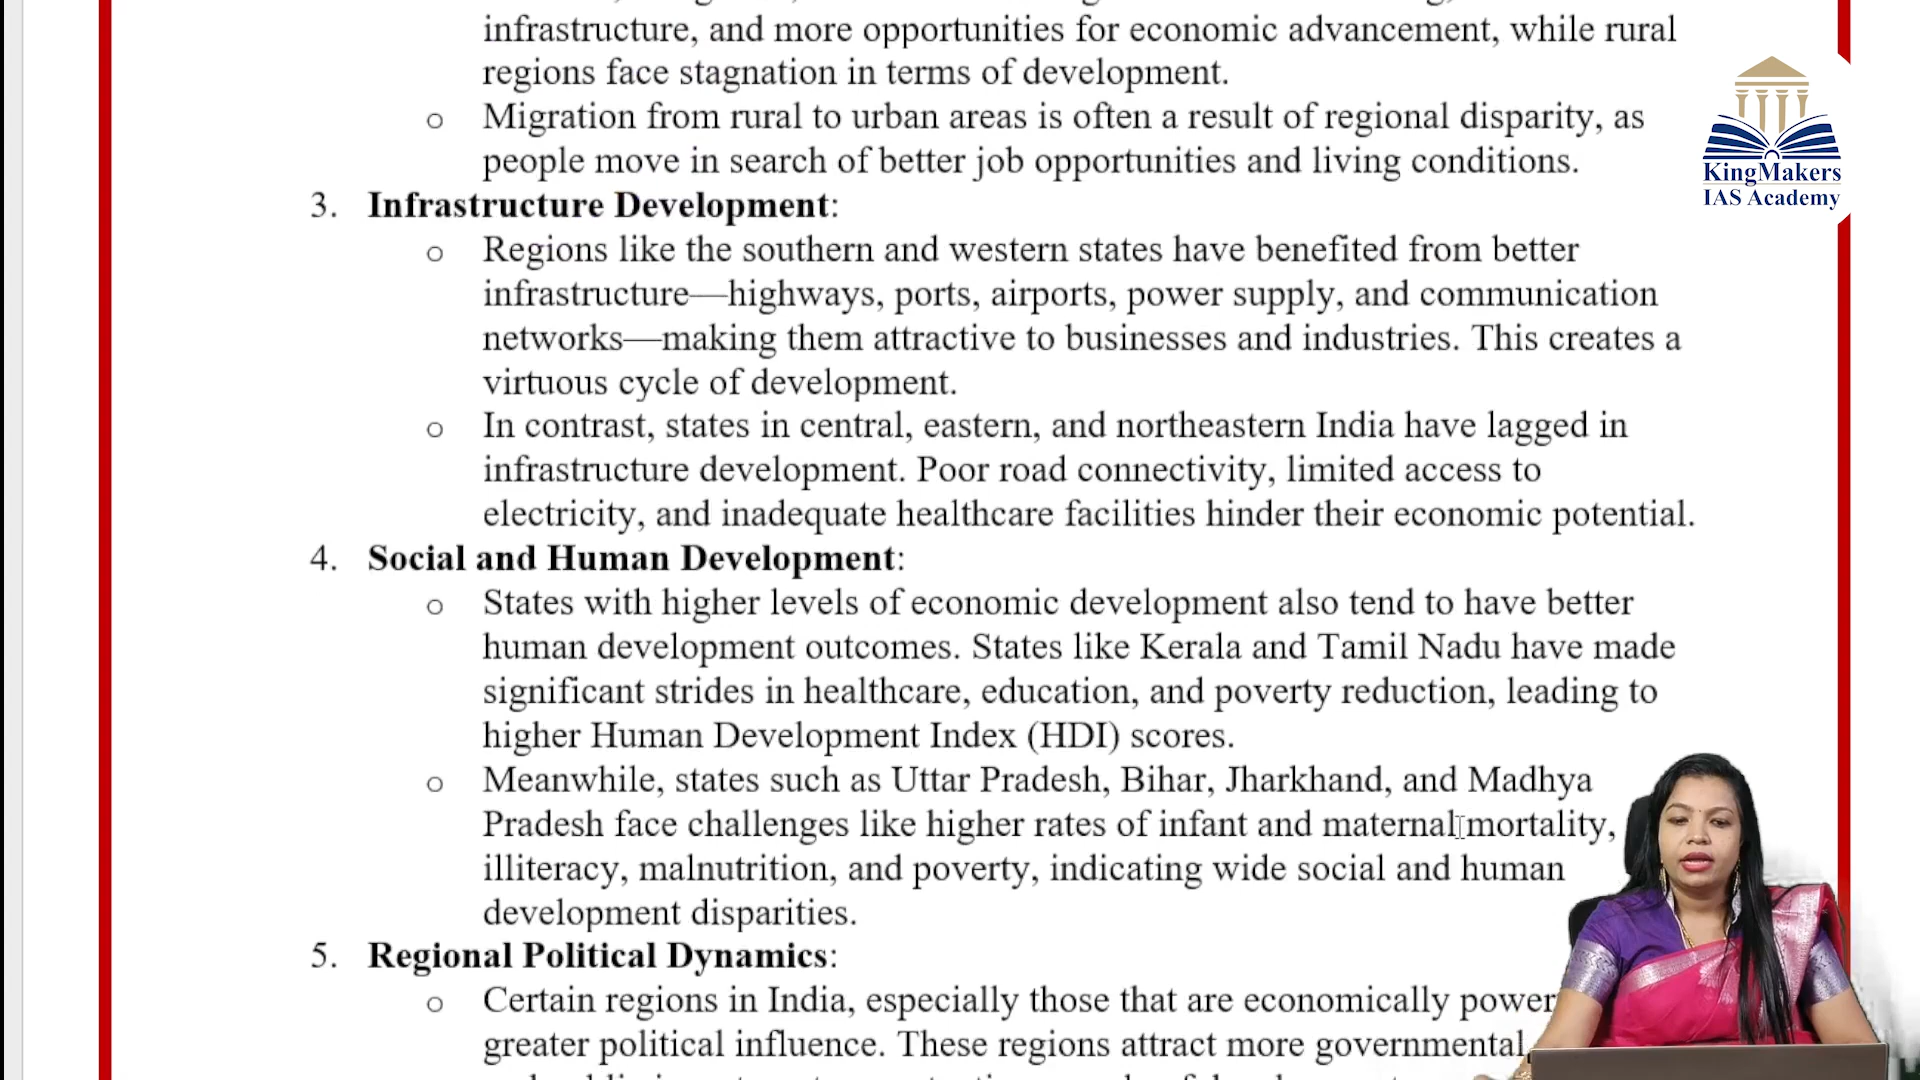 infrastructure, and more opportunities for economic advancement, while rural
regions face stagnation in terms of development.
o Migration from rural to urban areas is often a result of regional disparity, as
people move in search of better job opportunities and living conditions.
3. Infrastructure Development:
o Regions like the southern and western states have benefited from better
infrastructure—highways, ports, airports, power supply, and communication
networks—making them attractive to businesses and industries. This creates a
virtuous cycle of development.
o In contrast, states in central, eastern, and northeastern India have lagged in
infrastructure development. Poor road connectivity, limited access to
electricity, and inadequate healthcare facilities hinder their economic potential.
4. Social and Human Development:
o States with higher levels of economic development also tend to have better
human development outcomes. States like Kerala and Tamil Nadu have made
significant strides in healthcare, education, and poverty reduction, leading to
higher Human Development Index (HDI) scores.
o Meanwhile, states such as Uttar Pradesh, Bihar, Jharkhand, and Madhya
Pradesh face challenges like higher rates of infant and maternal mortality,
illiteracy, malnutrition, and poverty, indicating wide social and human
development disparities.
5. Regional Political Dynamics:
o Certain regions in India, especially those that are economically power
greater political influence. These regions attract more governmental
KingMakers
IAS Academy